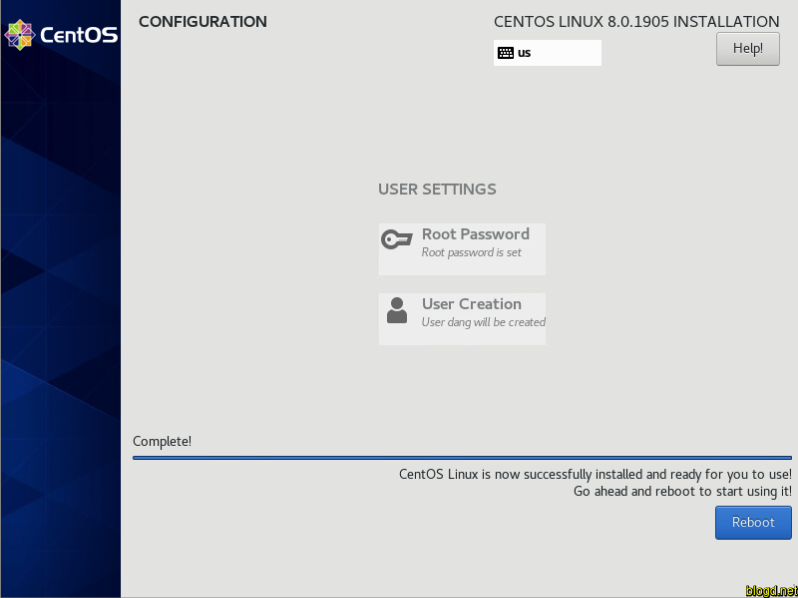 CentOS
CONFIGURATION
CENTOS LINUX 8.0.1905 INSTALLATION
us
Help!
USER SETTINGS
Root Password
Root password is set
User Creation
User dang will be created
Complete!
CentOS Linux is now successfully installed and ready for you to use!
Go ahead and reboot to start using it!
Reboot
blogd.net